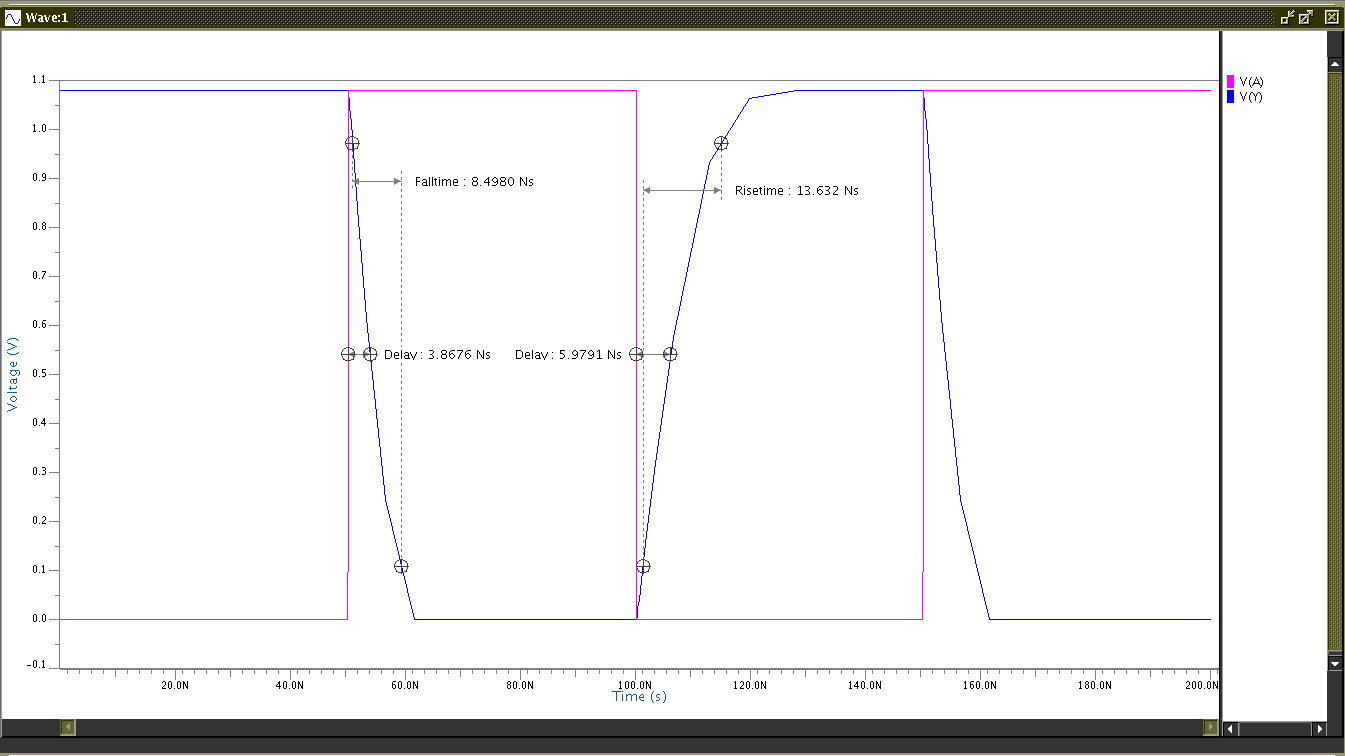 Wave:1
V(A)
V(Y)
1.1
1.0
0.9
0.8
0.7
0.6
0.5
0.4
0.3
0.2
0.1
0.0
-0.1
Voltage (V)
Falltime : 8.4980 Ns
Risetime : 13.632 Ns
Delay : 3.8676 Ns
Delay : 5.9791 Ns
20.0N 40.0N 60.0N 80.0N 100.0N 120.0N 140.0N 160.0N 180.0N 200.0N
Time (s)